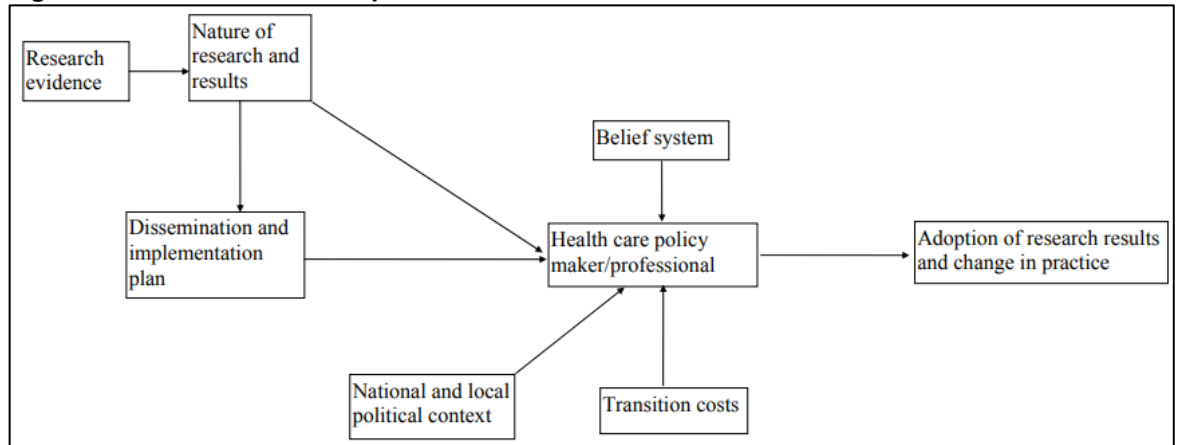 Nature of
research and
results
Research
evidence
Belief system
Dissemination and
implementation
plan
Health care policy
maker/professional
Adoption of research results
and change in practice
National and local
political context
Transition costs